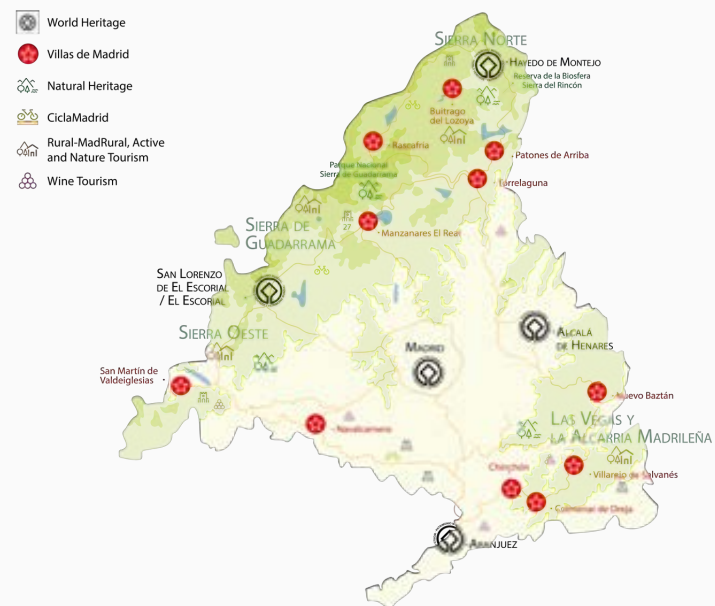 World Heritage
Villas de Madrid
Natural Heritage
CiclaMadrid
Rural-MadRural, Active
and Nature Tourism
Wine Tourism
SIERRA NORTE
HAYEDO DE MONTEJO
Reserva de la Biosfera
Sierra del Rincón
Buitrago
del Lozoya
Rascafría
Patones de Arriba
Parque Nacional
Sierra de Guadarrama
Torrelaguna
SIERRA DE
GUADARRAMA
27
Manzanares El Real
SAN LORENZO
DE EL ESCORIAL
/ EL ESCORIAL
SIERRA OESTE
ALCALÁ
DE HENARES
MADRID
San Martín de
Valdeiglesias
Nuevo Baztán
Navalcarnero
LAS VEGAS Y
LA ALCARRIA MADRILEÑA
Chinchón
Villarejo de Salvanés
Colmenar de Oreja
ARANJUEZ